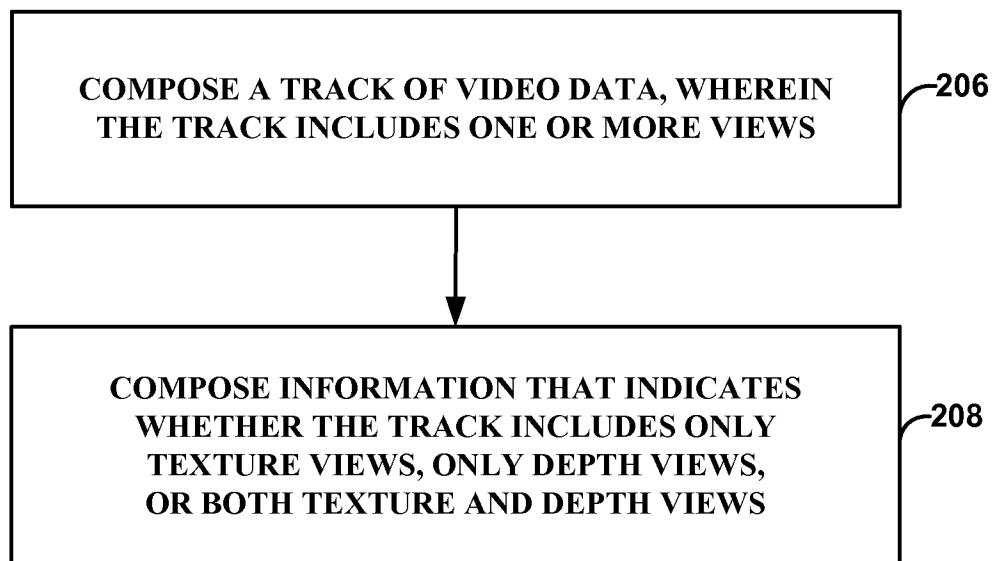 COMPOSE A TRACK OF VIDEO DATA, WHEREIN
THE TRACK INCLUDES ONE OR MORE VIEWS
206
COMPOSE INFORMATION THAT INDICATES
WHETHER THE TRACK INCLUDES ONLY
TEXTURE VIEWS, ONLY DEPTH VIEWS,
OR BOTH TEXTURE AND DEPTH VIEWS
208